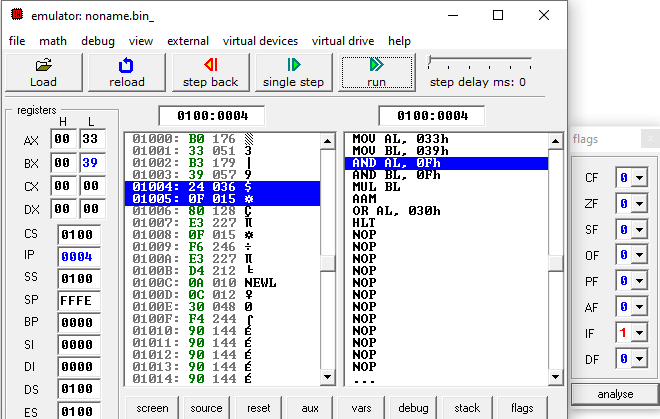 emulator: noname.bin_
file math debug view external virtual devices virtual drive help
Load reload step back single step run step delay ms: 0
registers
H L
AX 00 33
BX 00 39
CX 00 00
DX 00 00
CS 0100
IP 0004
SS 0100
SP FFFE
BP 0000
SI 0000
DI 0000
DS 0100
ES 0100
0100:0004
01000: B0 176 ▒
01001: 33 051 3
01002: B3 179 │
01003: 39 057 9
01004: 24 036 $
01005: 0F 015 ☼
01006: 80 128 Ç
01007: E3 227 π
01008: 0F 015 ☼
01009: F6 246 ÷
0100A: E3 227 π
0100B: D4 212 ╘
0100C: 0A 010 NEWL
0100D: 0C 012 ♀
0100E: 30 048 0
0100F: F4 244 ⌠
01010: 90 144 É
01011: 90 144 É
01012: 90 144 É
01013: 90 144 É
01014: 90 144 É
0100:0004
MOV AL, 033h
MOV BL, 039h
AND AL, 0Fh
AND BL, 0Fh
MUL BL
AAM
OR AL, 030h
HLT
NOP
NOP
NOP
NOP
NOP
NOP
NOP
NOP
NOP
NOP
NOP
NOP
...
screen source reset aux vars debug stack flags
flags
CF 0
ZF 0
SF 0
OF 0
PF 0
AF 0
IF 1
DF 0
analyse